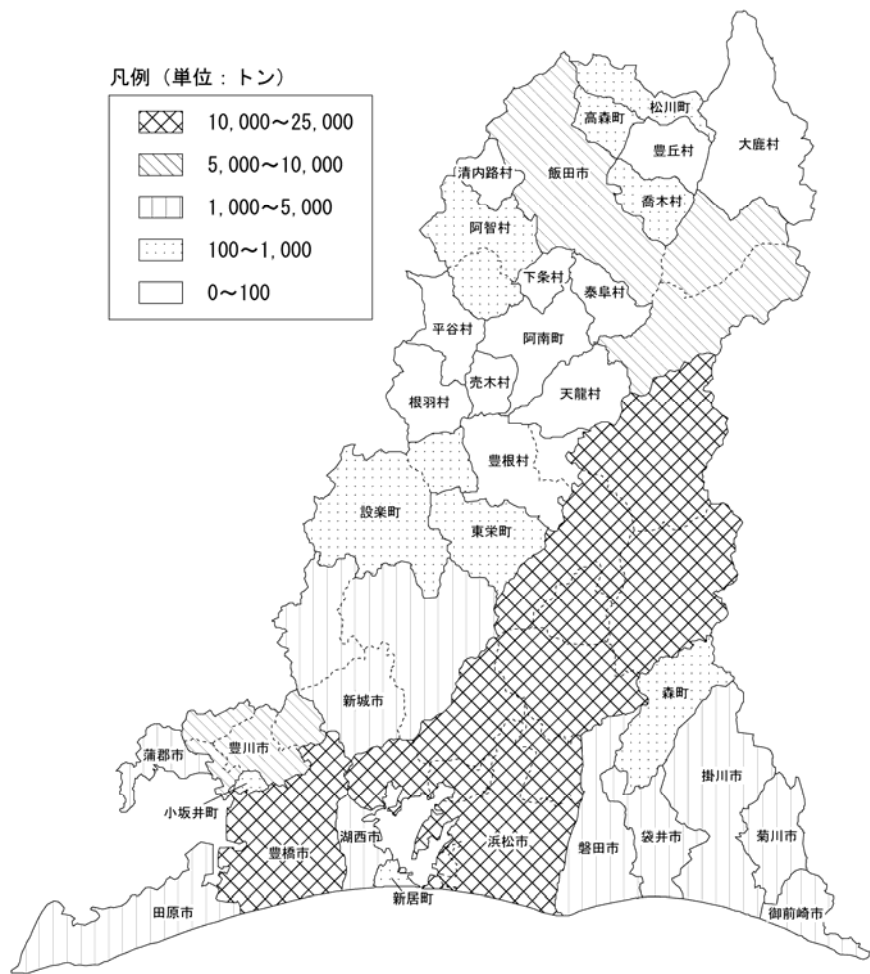 凡例（単位：トン）
10,000～25,000
5,000～10,000
1,000～5,000
100～1,000
0～100
松川町
高森町
豊丘村
大鹿村
清内路村
飯田市
喬木村
阿智村
下条村
泰阜村
平谷村
阿南町
売木村
天龍村
根羽村
豊根村
設楽町
東栄町
新城市
森町
豊川市
蒲郡市
掛川市
小坂井町
湖西市
浜松市
磐田市
袋井市
菊川市
豊橋市
新居町
田原市
御前崎市